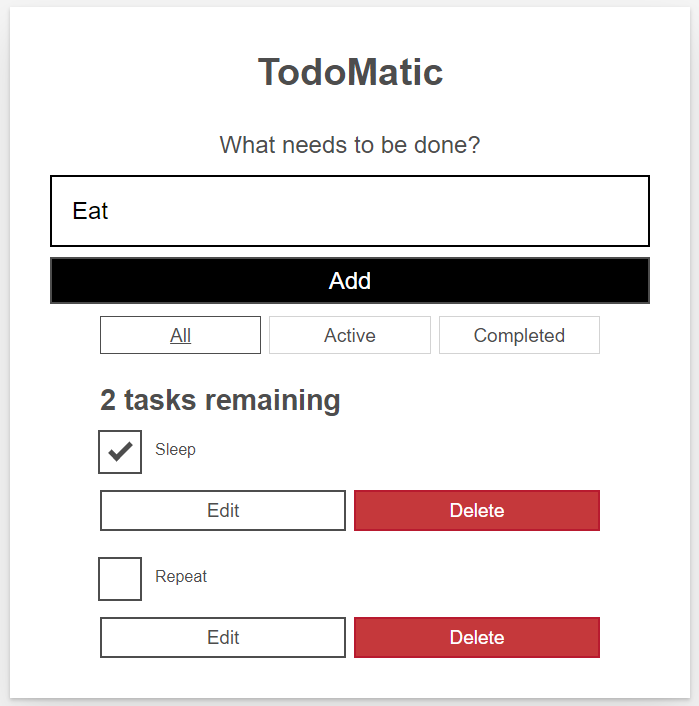 TodoMatic
What needs to be done?
Eat
Add
All Active Completed
2 tasks remaining
Sleep
Edit Delete
Repeat
Edit Delete